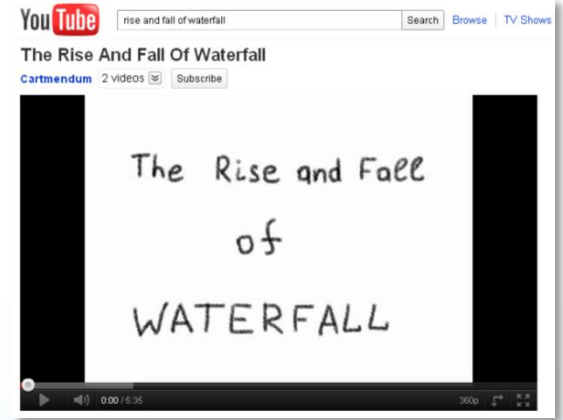 You Tube rise and fall of waterfall Search Browse TV Shows
The Rise And Fall Of Waterfall
Cartmendum 2 videos Subscribe
The Rise and Fall
of
WATERFALL
0:00 / 5:35 360p